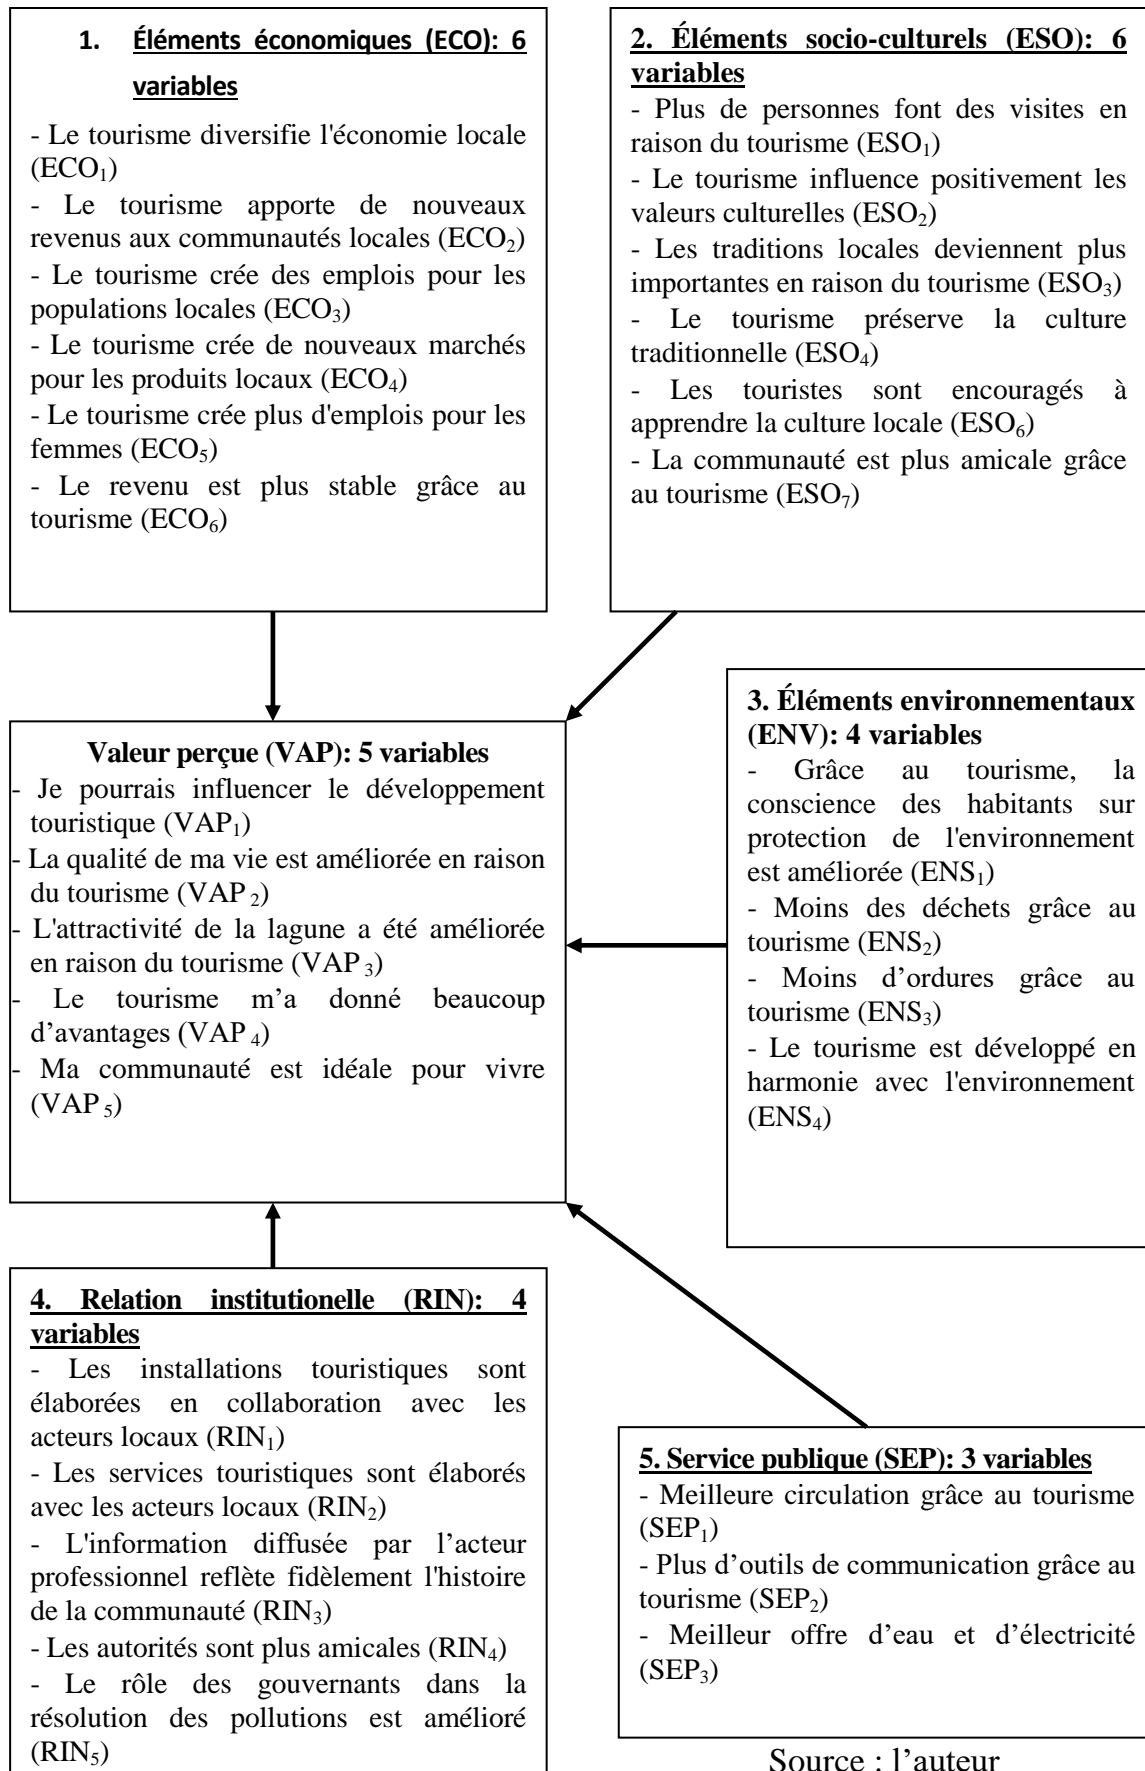 1. Éléments économiques (ECO): 6
variables
- Le tourisme diversifie l'économie locale
(ECO₁)
- Le tourisme apporte de nouveaux
revenus aux communautés locales (ECO₂)
- Le tourisme crée des emplois pour les
populations locales (ECO₃)
- Le tourisme crée de nouveaux marchés
pour les produits locaux (ECO₄)
- Le tourisme crée plus d'emplois pour les
femmes (ECO₅)
- Le revenu est plus stable grâce au
tourisme (ECO₆)
2. Éléments socio-culturels (ESO): 6
variables
- Plus de personnes font des visites en
raison du tourisme (ESO₁)
- Le tourisme influence positivement les
valeurs culturelles (ESO₂)
- Les traditions locales deviennent plus
importantes en raison du tourisme (ESO₃)
- Le tourisme préserve la culture
traditionnelle (ESO₄)
- Les touristes sont encouragés à
apprendre la culture locale (ESO₆)
- La communauté est plus amicale grâce
au tourisme (ESO₇)
3. Éléments environnementaux
(ENV): 4 variables
- Grâce au tourisme, la
conscience des habitants sur
protection de l'environnement
est améliorée (ENS₁)
- Moins des déchets grâce au
tourisme (ENS₂)
- Moins d’ordures grâce au
tourisme (ENS₃)
- Le tourisme est développé en
harmonie avec l'environnement
(ENS₄)
Valeur perçue (VAP): 5 variables
- Je pourrais influencer le développement
touristique (VAP₁)
- La qualité de ma vie est améliorée en raison
du tourisme (VAP ₂)
- L'attractivité de la lagune a été améliorée
en raison du tourisme (VAP ₃)
- Le tourisme m’a donné beaucoup
d’avantages (VAP ₄)
- Ma communauté est idéale pour vivre
(VAP ₅)
4. Relation institutionelle (RIN): 4
variables
- Les installations touristiques sont
élaborées en collaboration avec les
acteurs locaux (RIN₁)
- Les services touristiques sont élaborés
avec les acteurs locaux (RIN₂)
- L'information diffusée par l’acteur
professionnel reflète fidèlement l'histoire
de la communauté (RIN₃)
- Les autorités sont plus amicales (RIN₄)
- Le rôle des gouvernants dans la
résolution des pollutions est amélioré
(RIN₅)
5. Service publique (SEP): 3 variables
- Meilleure circulation grâce au tourisme
(SEP₁)
- Plus d’outils de communication grâce au
tourisme (SEP₂)
- Meilleur offre d’eau et d’électricité
(SEP₃)
Source : l’auteur